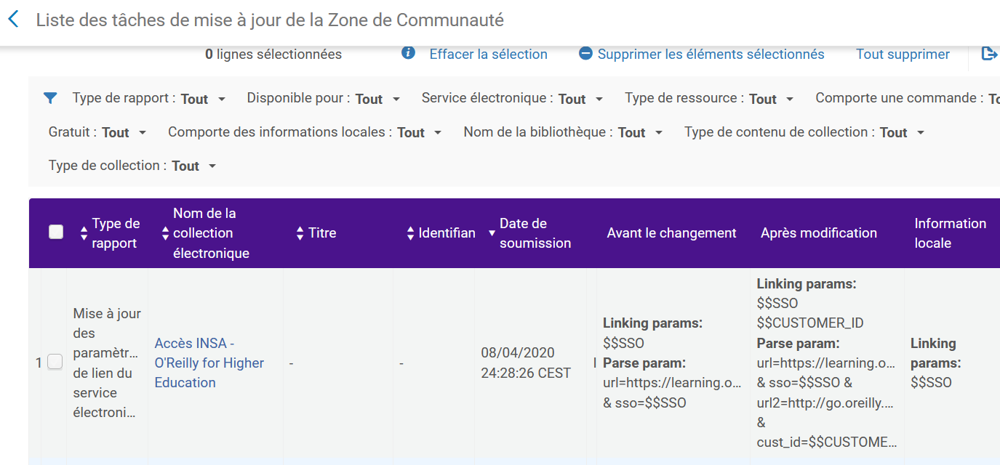 Liste des tâches de mise à jour de la Zone de Communauté
0 lignes sélectionnées Effacer la sélection Supprimer les éléments sélectionnés Tout supprimer
Type de rapport : Tout Disponible pour : Tout Service électronique : Tout Type de ressource : Tout Comporte une commande : To
Gratuit : Tout Comporte des informations locales : Tout Nom de la bibliothèque : Tout Type de contenu de collection : Tout
Type de collection : Tout
Type de
rapport
Nom de la
collection
électronique
Titre
Identifian
Date de
soumission
Avant le changement
Après modification
Information
locale
1
Mise à jour
des
paramètr...
de lien du
service
électroni...
Accès INSA -
O'Reilly for Higher
Education
-
-
08/04/2020
24:28:26 CEST
Linking params:
$$SSO
Parse param:
url=https://learning.o...
& sso=$$SSO
Linking params:
$$SSO
$$CUSTOMER_ID
Parse param:
url=https://learning.o...
& sso=$$SSO &
url2=http://go.oreilly....
&
cust_id=$$CUSTOME...
Linking
params:
$$SSO